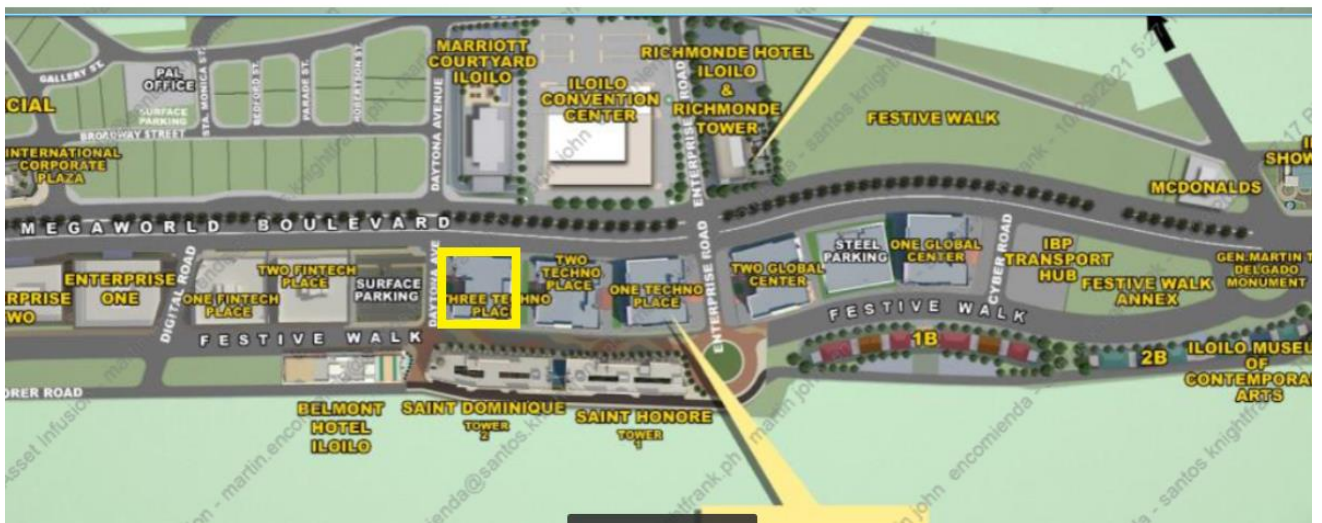 GALLERY ST.
PAL
OFFICE
SURFACE
PARKING
STA. MONICA ST.
BEDFORD ST.
PARADE ST.
ROBERTSON ST.
BROADWAY STREET
CIAL
INTERNATIONAL
CORPORATE
PLAZA
DAYTONA AVENUE
MARRIOTT
COURTYARD
ILOILO
ILOILO
CONVENTION
CENTER
ENTERPRISE ROAD
RICHMONDE HOTEL
ILOILO
&
RICHMONDE
TOWER
FESTIVE WALK
MCDONALDS
SHOW
MEGAWORLD BOULEVARD
ERPRISE
WO
ENTERPRISE
ONE
DIGITAL ROAD
ONE FINTECH
PLACE
TWO FINTECH
PLACE
SURFACE
PARKING
DAYTONA AVE
THREE TECHNO
PLAC
TWO
TECHNO
PLACE
ONE TECHNO
PLACE
ENTERPRISE ROAD
TWO GLOBAL
CENTER
STEEL
PARKING
ONE GLOBAL
CENTER
CYBER ROAD
IBP
TRANSPORT
HUB
FESTIVE WALK
ANNEX
GEN.MARTIN T
DELGADO
MONUMENT
FESTIVE WALK
FESTIVE WALK
1B
2B
ILOILO MUSEU
OF
CONTEMPORA
ARTS
ORER ROAD
BELMONT
HOTEL
ILOILO
SAINT DOMINIQUE
TOWER
2
SAINT HONORE
TOWER
1